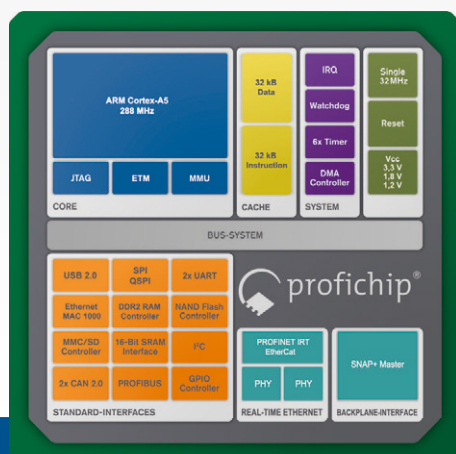 ARM Cortex-A5
288 MHz
JTAG
ETM
MMU
CORE
32 kB
Data
32 kB
Instruction
CACHE
IRQ
Watchdog
6x Timer
DMA
Controller
SYSTEM
Single
32 MHz
Reset
Vcc
3,3 V
1,8 V
1,2 V
BUS-SYSTEM
USB 2.0
SPI
QSPI
2x UART
Ethernet
MAC 1000
DDR2 RAM
Controller
NAND Flash
Controller
MMC/SD
Controller
16-Bit SRAM
Interface
I²C
2x CAN 2.0
PROFIBUS
GPIO
Controller
STANDARD-INTERFACES
profichip®
PROFINET IRT
EtherCat
PHY
PHY
REAL-TIME ETHERNET
SNAP+ Master
BACKPLANE-INTERFACE